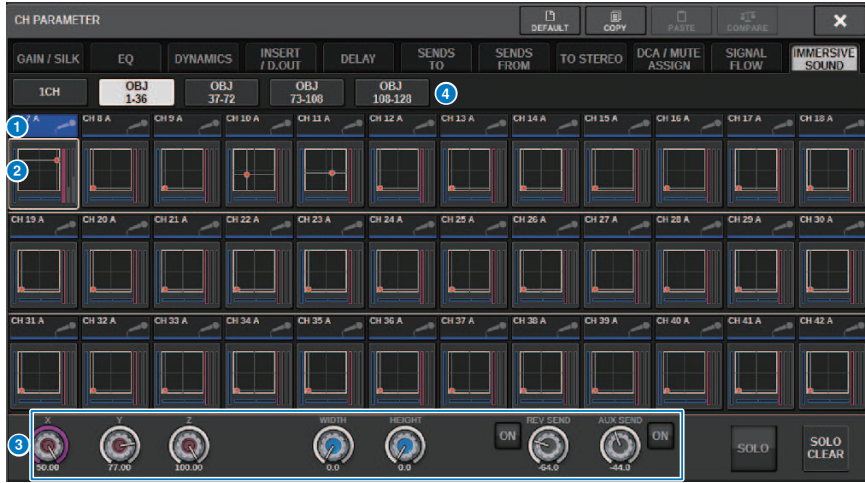 CH PARAMETER
DEFAULT COPY PASTE COMPARE
GAIN / SILK EQ DYNAMICS INSERT / D.OUT DELAY SENDS TO SENDS FROM TO STEREO DCA / MUTE ASSIGN SIGNAL FLOW IMMERSIVE SOUND
1CH OBJ 1-36 OBJ 37-72 OBJ 73-108 OBJ 108-128 4
1 7 A CH 8 A CH 9 A CH 10 A CH 11 A CH 12 A CH 13 A CH 14 A CH 15 A CH 16 A CH 17 A CH 18 A
2
CH 19 A CH 20 A CH 21 A CH 22 A CH 23 A CH 24 A CH 25 A CH 26 A CH 27 A CH 28 A CH 29 A CH 30 A
CH 31 A CH 32 A CH 33 A CH 34 A CH 35 A CH 36 A CH 37 A CH 38 A CH 39 A CH 40 A CH 41 A CH 42 A
X Y Z WIDTH HEIGHT REV SEND AUX SEND
3 ON ON SOLO SOLO CLEAR
50.00 77.00 100.00 0.0 0.0 -64.0 -44.0